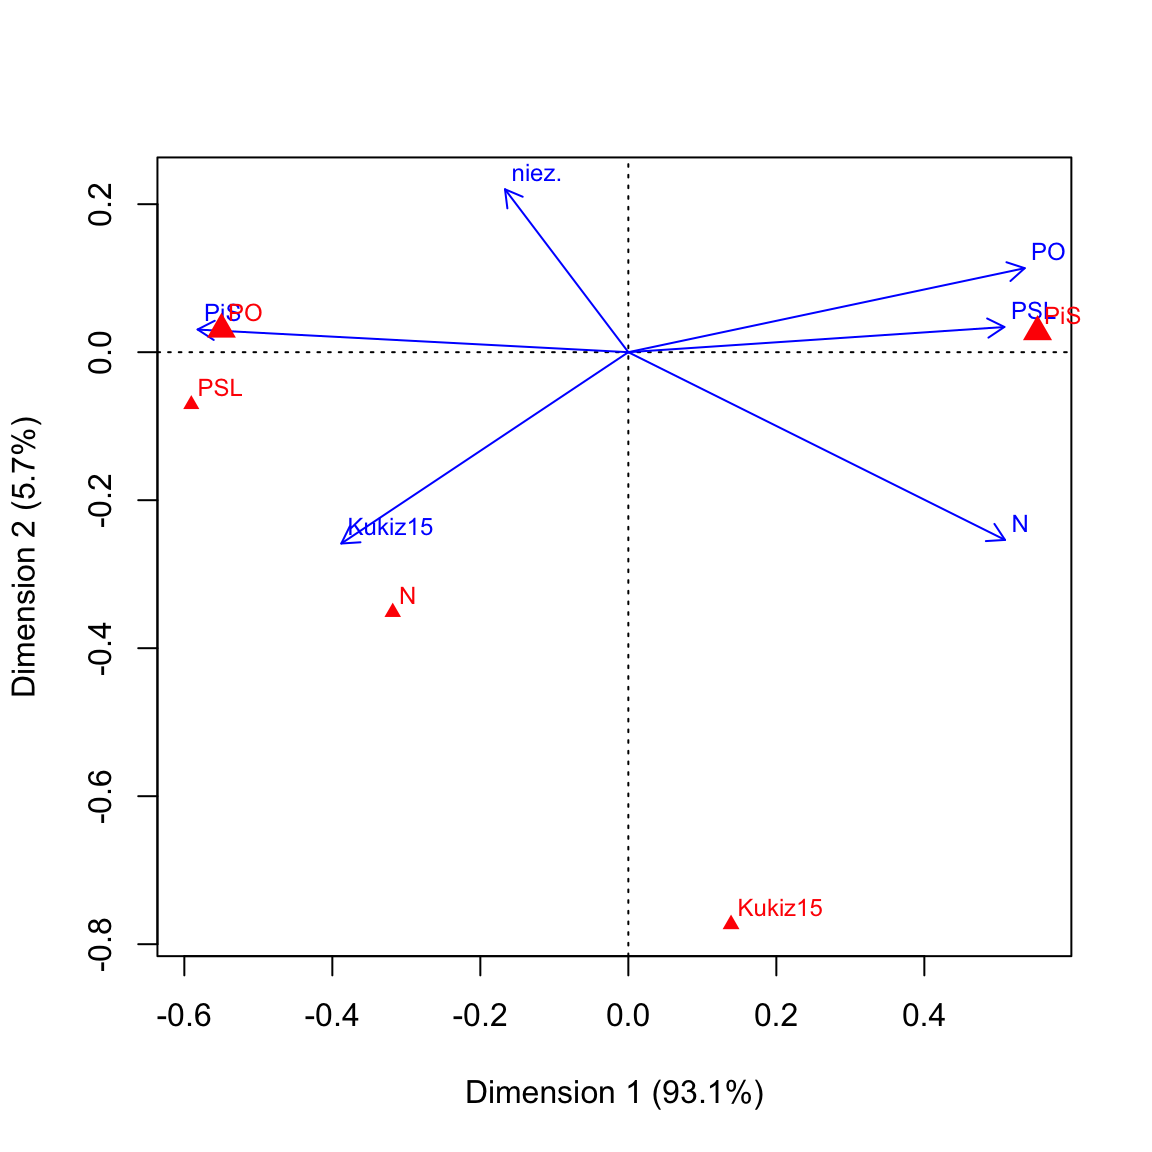 niez.
PO
PSL
PiS
PiS
PO
PSL
Kukiz15
N
N
Kukiz15
0.2
0.0
-0.2
-0.4
-0.6
-0.8
Dimension 2 (5.7%)
-0.6 -0.4 -0.2 0.0 0.2 0.4
Dimension 1 (93.1%)